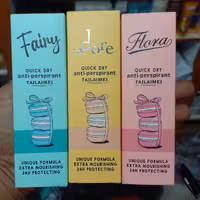 Fairy
QUICK DRY
anti-perspirant
TAILAIMEI
UNIQUE FORMULA
EXTRA NOURISHING
24H PROTECTING
J'adore
QUICK DRY
anti-perspirant
TAILAIMEI
UNIQUE FORMULA
EXTRA NOURISHING
24H PROTECTING
Flora
QUICK DRY
anti-perspirant
TAILAIMEI
UNIQUE FORMULA
EXTRA NOURISHING
24H PROTECTING